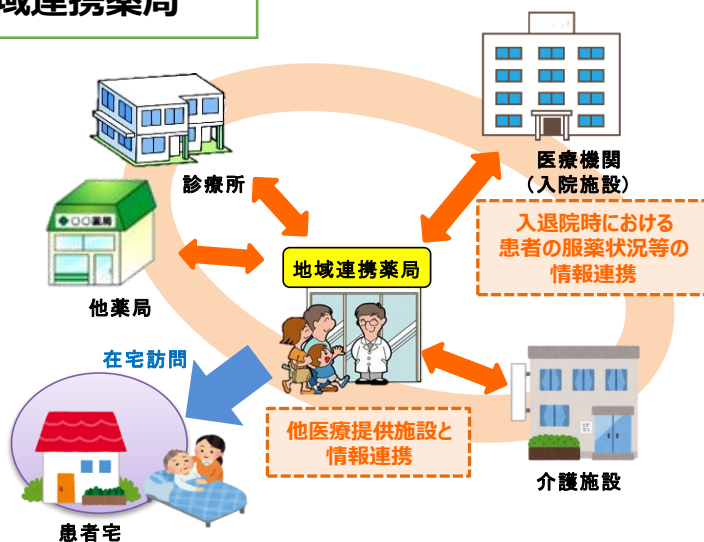 域連携薬局
診療所
医療機関
(入院施設)
入退院時における
患者の服薬状況等の
情報連携
○○薬局
地域連携薬局
他薬局
在宅訪問
他医療提供施設と
情報連携
介護施設
患者宅